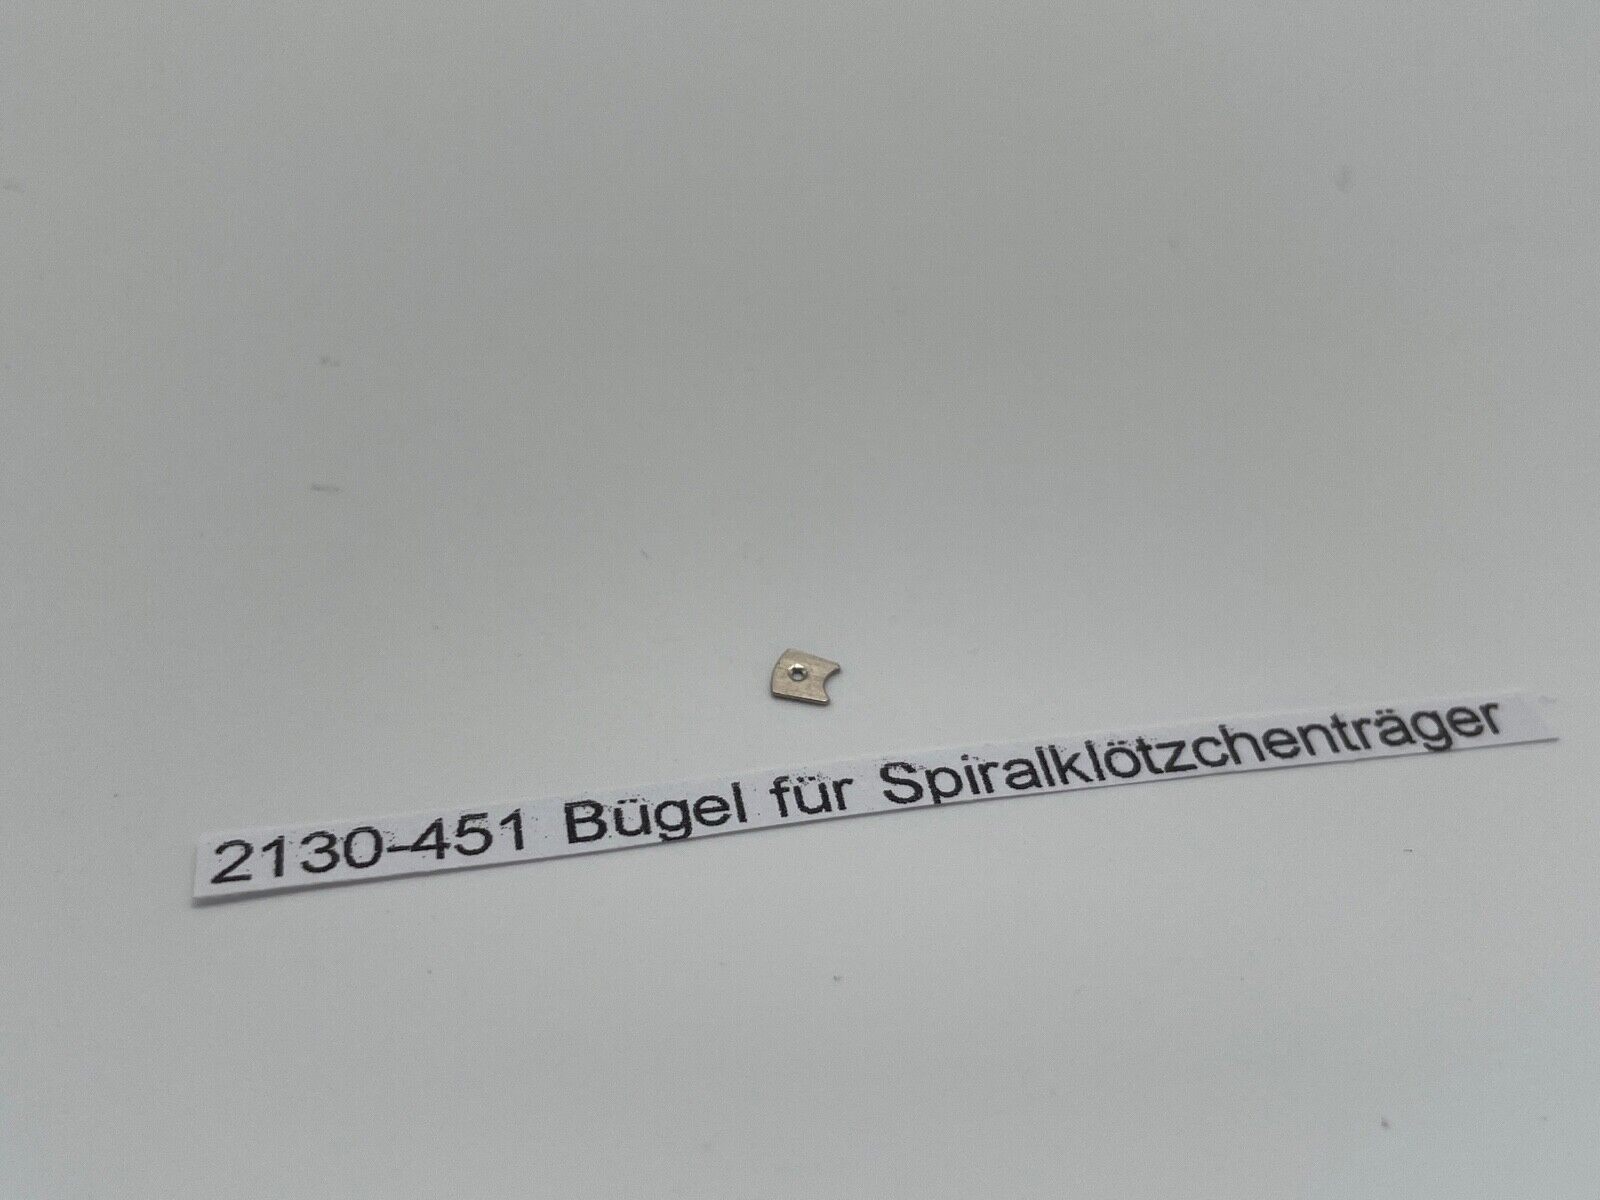 2130-451 Bügel für Spiralklötzchenträger